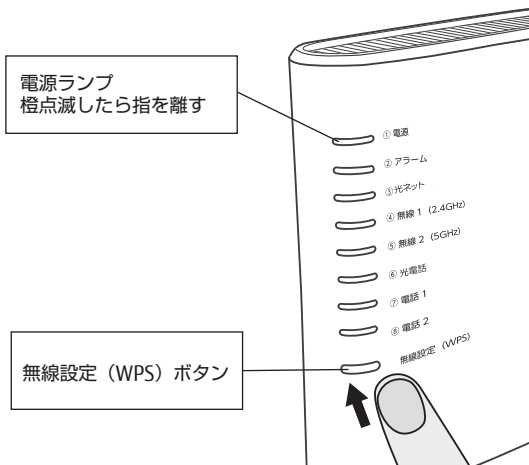 電源ランプ
橙点滅したら指を離す
① 電源
② アラーム
③ 光ネット
④ 無線 1（2.4GHz）
⑤ 無線 2（5GHz）
⑥ 光電話
⑦ 電話 1
⑧ 電話 2
無線設定（WPS）
無線設定（WPS）ボタン